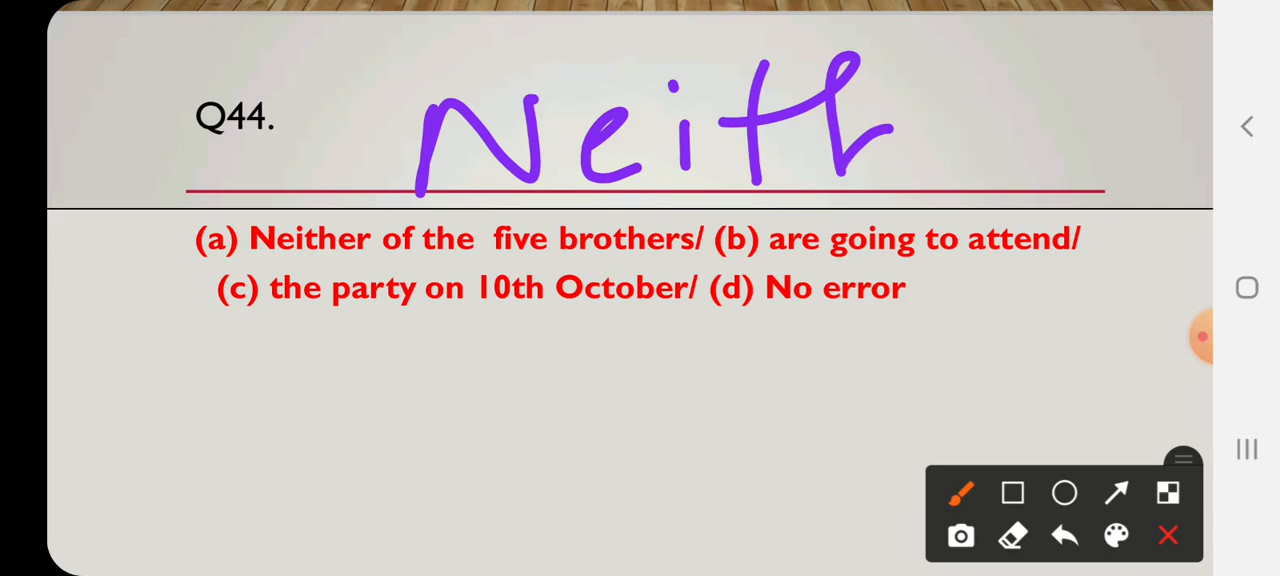 Q44. Neith
(a) Neither of the five brothers/ (b) are going to attend/
(c) the party on 10th October/ (d) No error